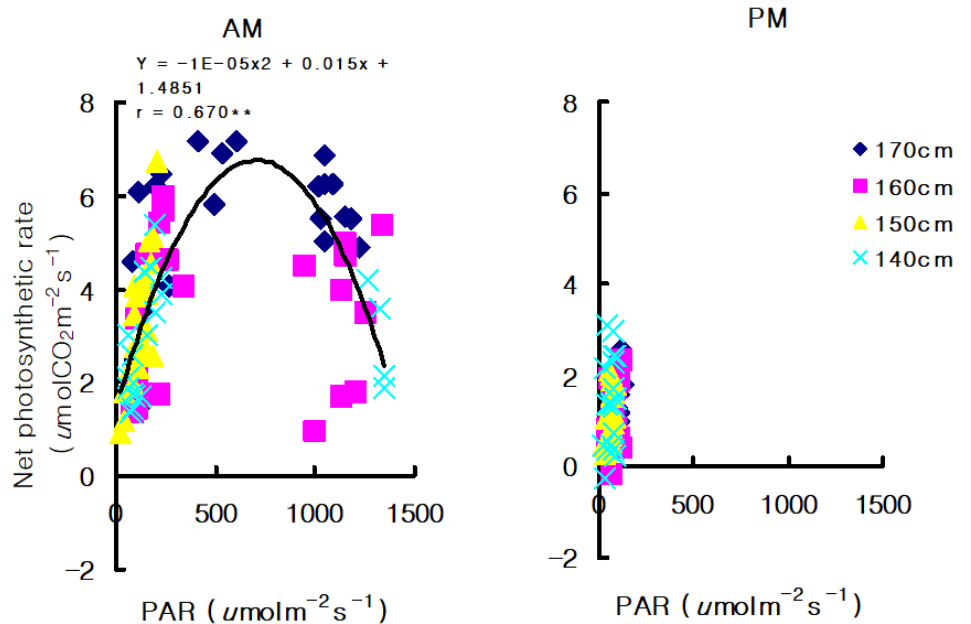 AM
Y = -1E-05x2 + 0.015x +
1.4851
r = 0.670**
Net photosynthetic rate
(umolCO₂m⁻²s⁻¹)
8
6
4
2
0
−2
0
500
1000
1500
PAR (umolm⁻²s⁻¹)
PM
8
6
4
2
0
−2
0
500
1000
1500
PAR (umolm⁻²s⁻¹)
170cm
160cm
150cm
140cm